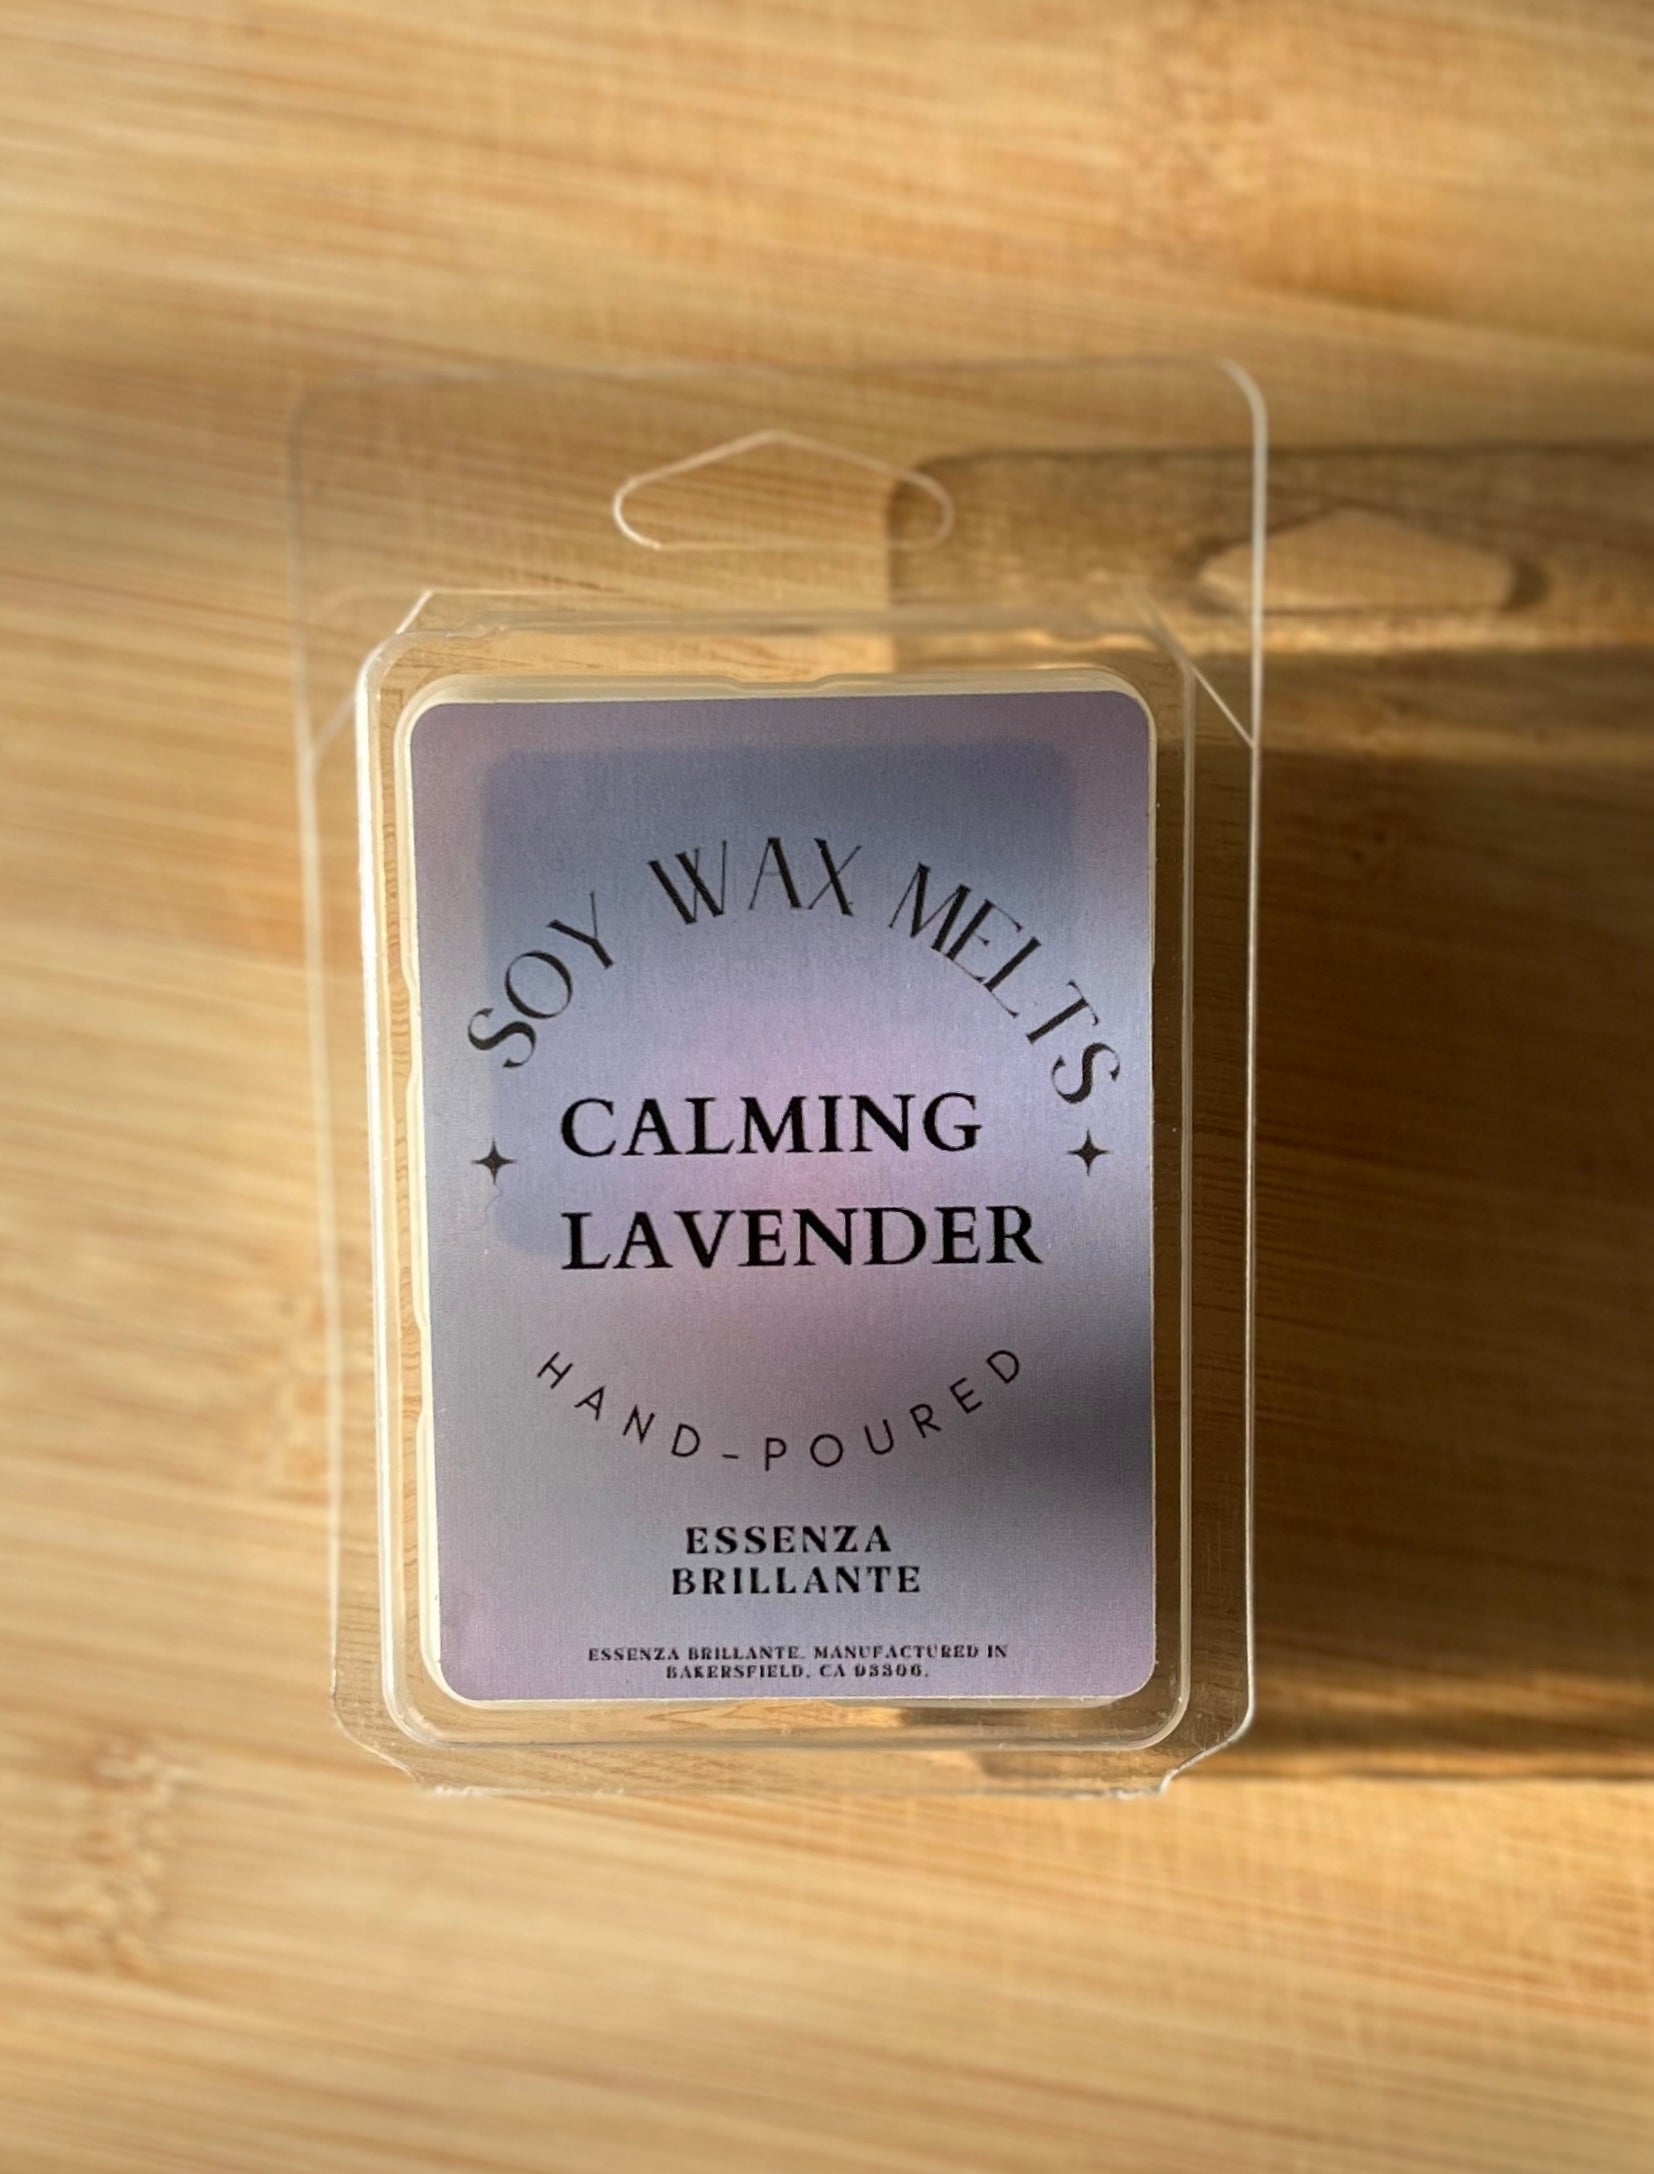 SOY WAX MELTS
CALMING
LAVENDER
HAND-POURED
ESSENZA
BRILLANTE
ESSENZA BRILLANTE. MANUFACTURED IN
BAKERSFIELD, CA 93306.